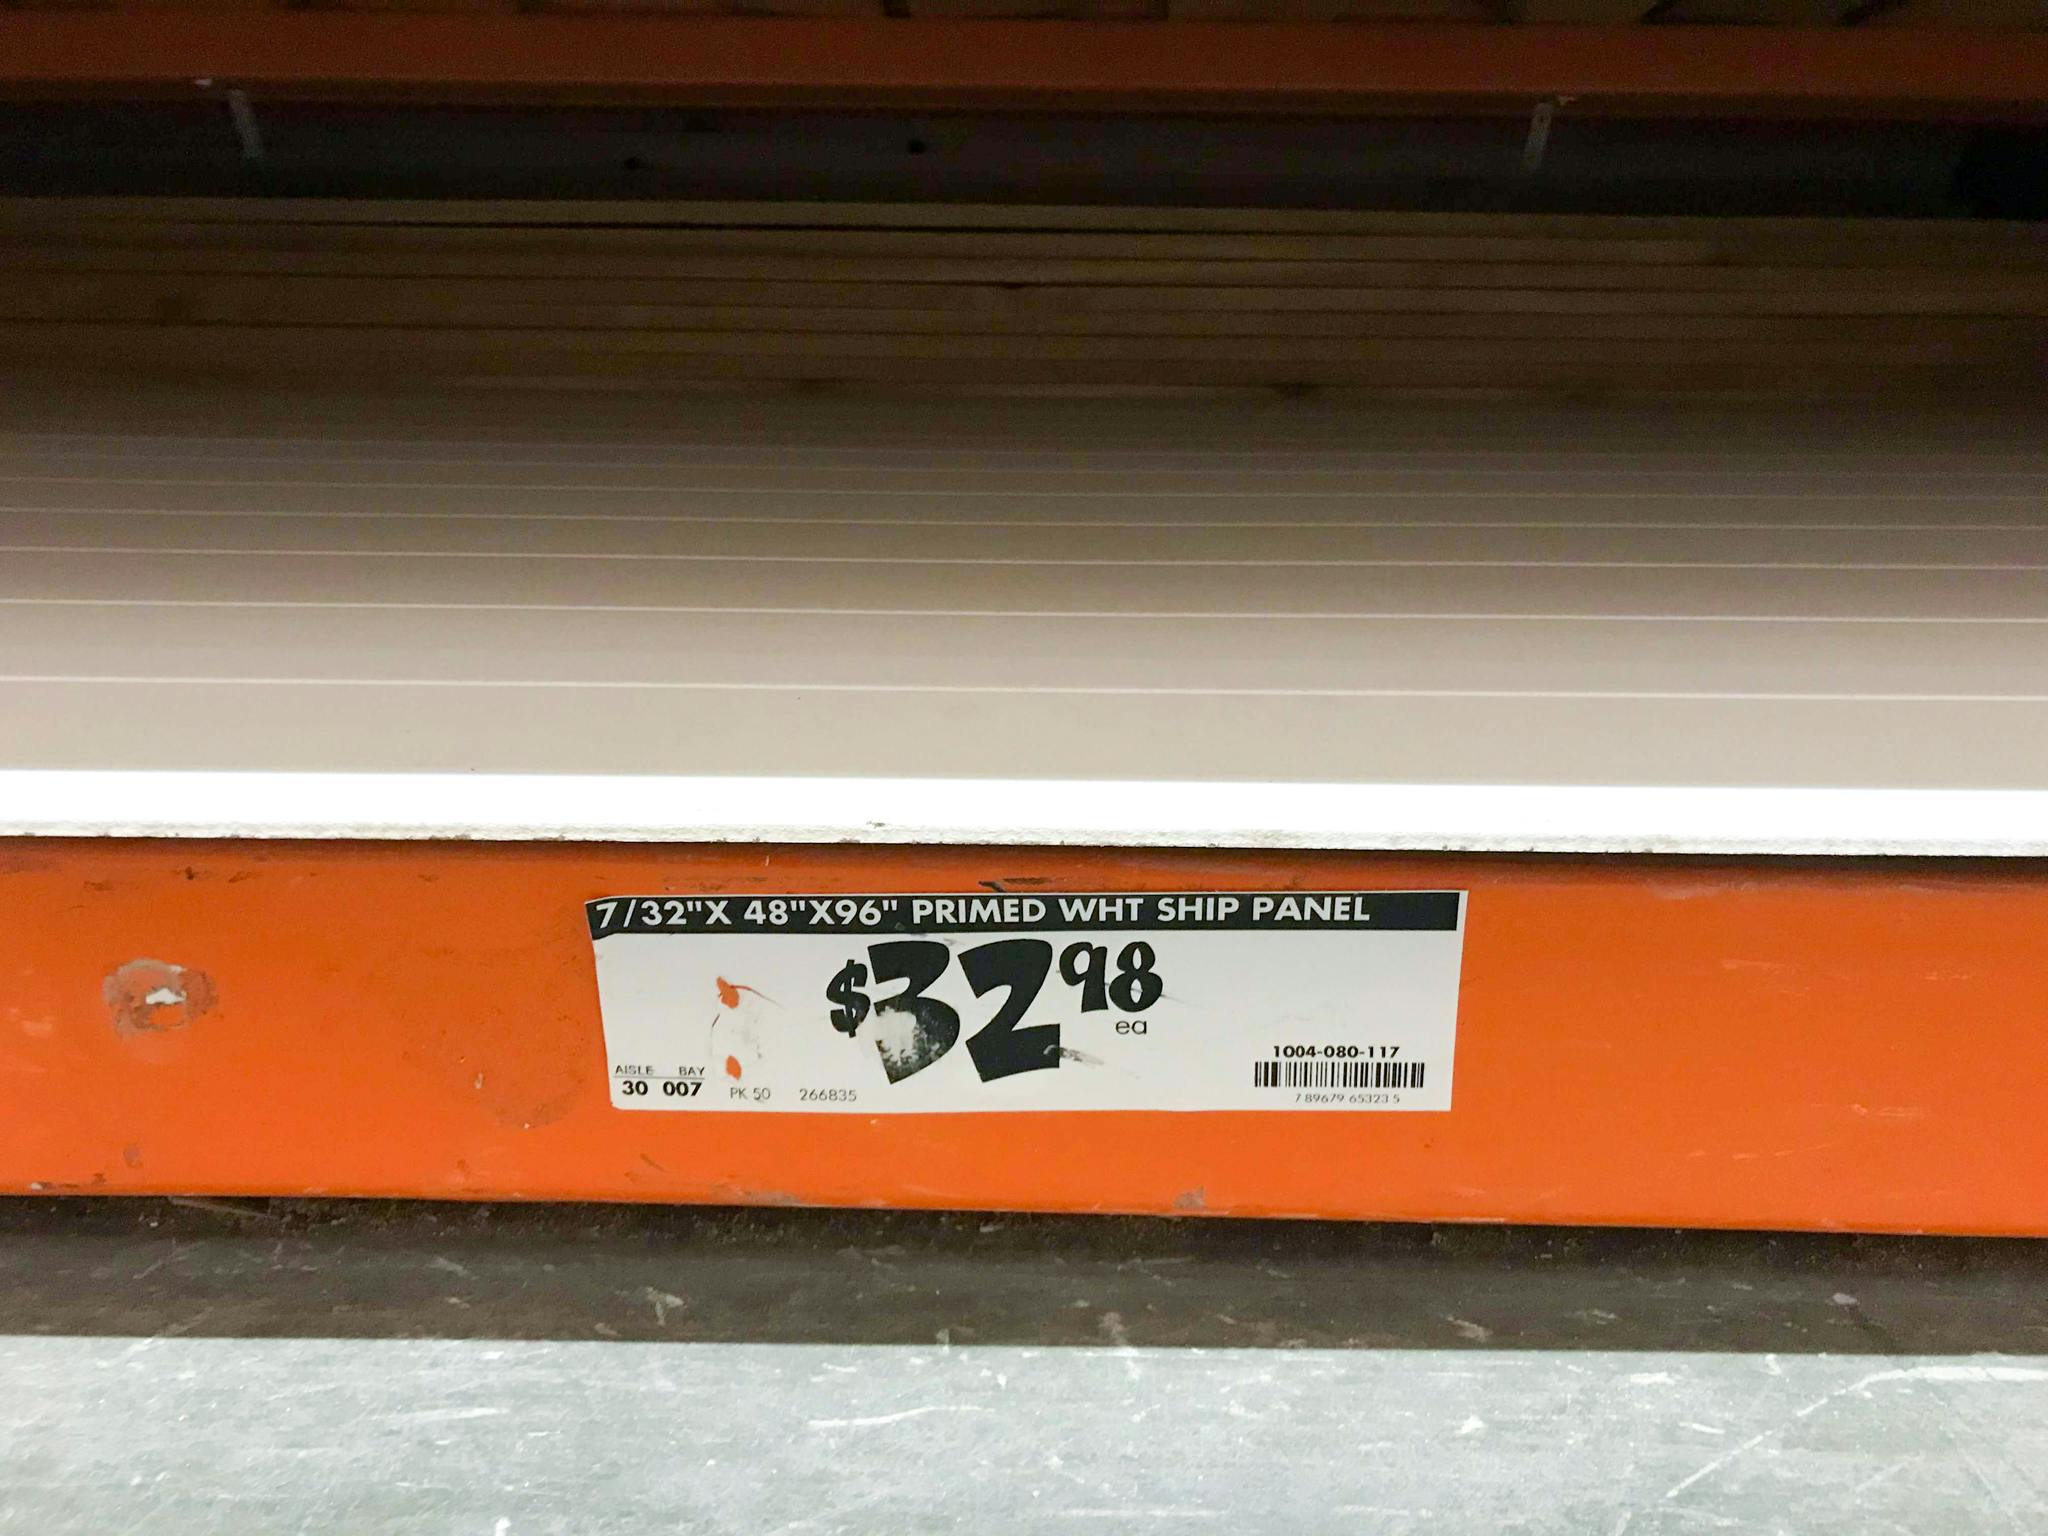 7/32"X 48"X96" PRIMED WHT SHIP PANEL
$32 98
ea
1004-080-117
AISLE BAY
30 007 PK 50 266835
7 89679 65323 5